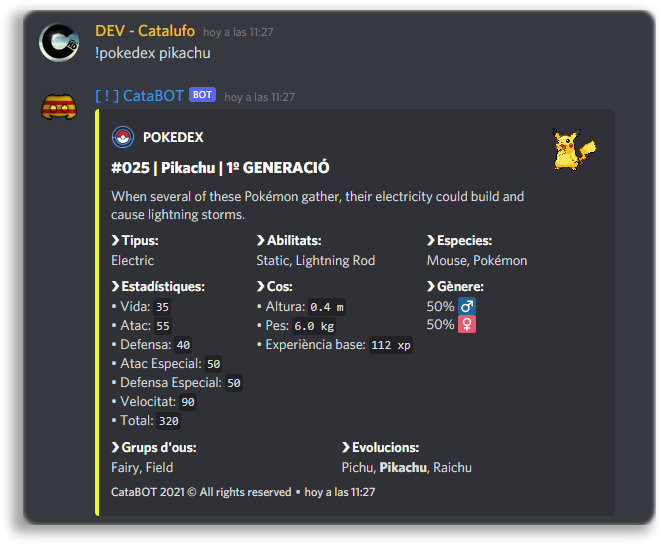 DEV - Catalufo hoy a las 11:27
!pokedex pikachu
[ ! ] CataBOT BOT hoy a las 11:27
POKEDEX
#025 | Pikachu | 1º GENERACIÓ
When several of these Pokémon gather, their electricity could build and
cause lightning storms.
❯ Tipus: ❯ Abilitats: ❯ Especies:
Electric Static, Lightning Rod Mouse, Pokémon
❯ Estadístiques: ❯ Cos: ❯ Gènere:
• Vida: 35 • Altura: 0.4 m 50% ♂
• Atac: 55 • Pes: 6.0 kg 50% ♀
• Defensa: 40 • Experiència base: 112 xp
• Atac Especial: 50
• Defensa Especial: 50
• Velocitat: 90
• Total: 320
❯ Grups d'ous: ❯ Evolucions:
Fairy, Field Pichu, Pikachu, Raichu
CataBOT 2021 © All rights reserved • hoy a las 11:27